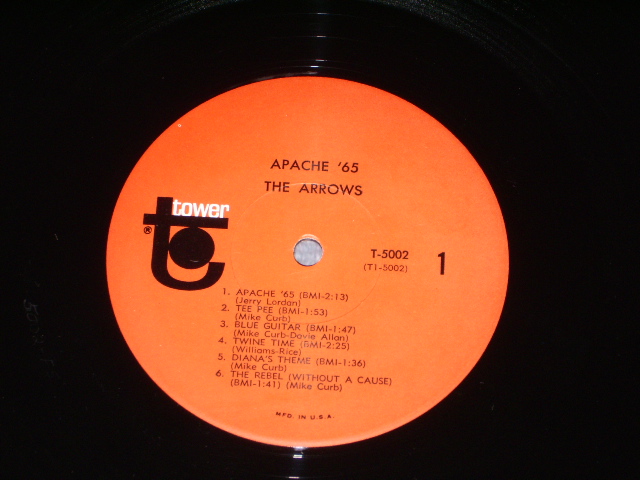 APACHE '65
THE ARROWS
tower
®
T-5002
(T1-5002)
1
1. APACHE '65 (BMI-2:13)
(Jerry Lordan)
2. TEE PEE (BMI-1:53)
(Mike Curb)
3. BLUE GUITAR (BMI-1:47)
(Mike Curb-Davie Allan)
4. TWINE TIME (BMI-2:25)
(Williams-Rice)
5. DIANA'S THEME (BMI-1:36)
(Mike Curb)
6. THE REBEL (WITHOUT A CAUSE)
(BMI-1:41) (Mike Curb)
MFD. IN U.S.A.